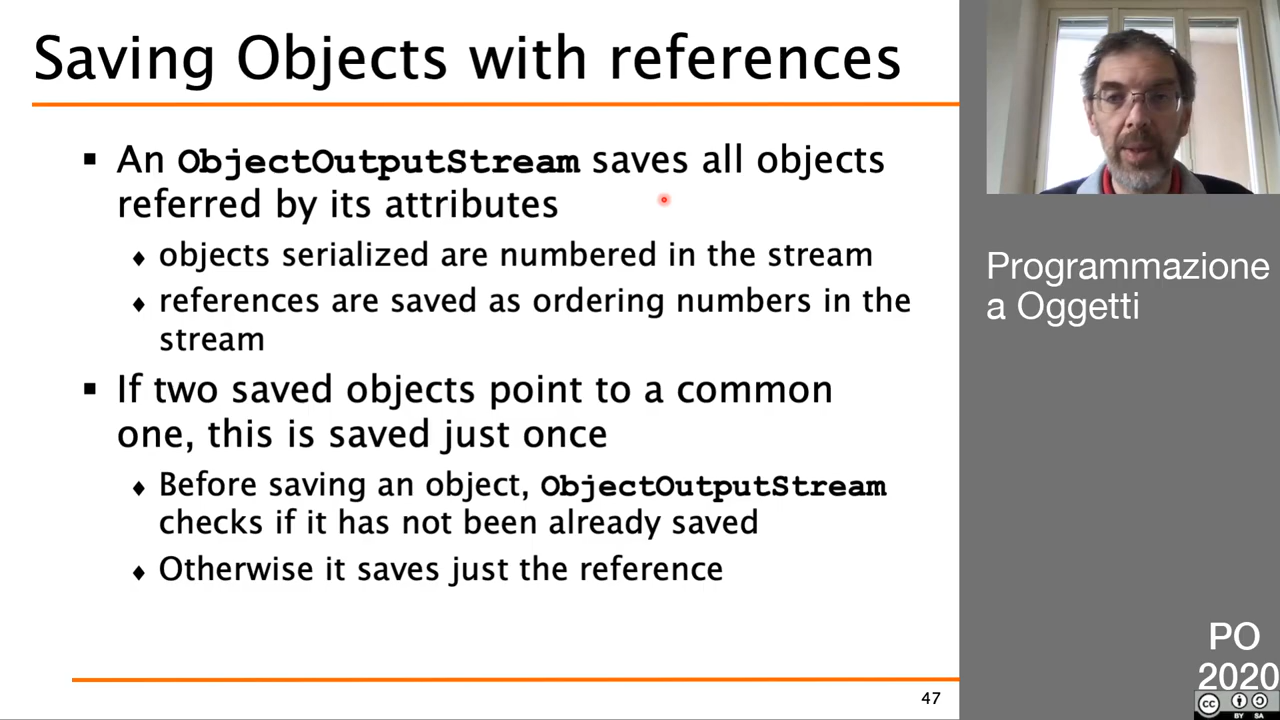 Saving Objects with references
▪ An ObjectOutputStream saves all objects
referred by its attributes
♦ objects serialized are numbered in the stream
♦ references are saved as ordering numbers in the
stream
▪ If two saved objects point to a common
one, this is saved just once
♦ Before saving an object, ObjectOutputStream
checks if it has not been already saved
♦ Otherwise it saves just the reference
47
Programmazione
a Oggetti
PO
2020
cc
BY SA